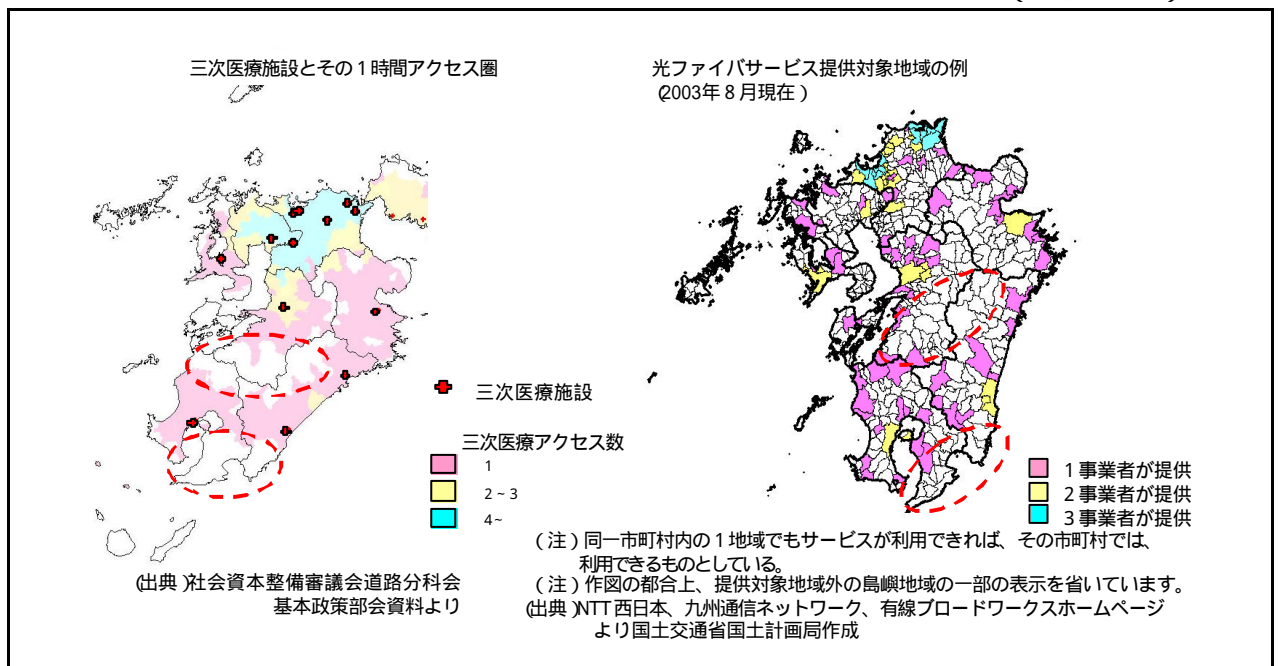 三次医療施設とその1時間アクセス圏
三次医療施設
三次医療アクセス数
1
2~3
4~
(出典)社会資本整備審議会道路分科会
基本政策部会資料より
光ファイバサービス提供対象地域の例
(2003年8月現在)
1事業者が提供
2事業者が提供
3事業者が提供
(注)同一市町村内の1地域でもサービスが利用できれば、その市町村では、
利用できるものとしている。
(注)作図の都合上、提供対象地域外の島嶼地域の一部の表示を省いています。
(出典)NTT西日本、九州通信ネットワーク、有線ブロードワークスホームページ
より国土交通省国土計画局作成